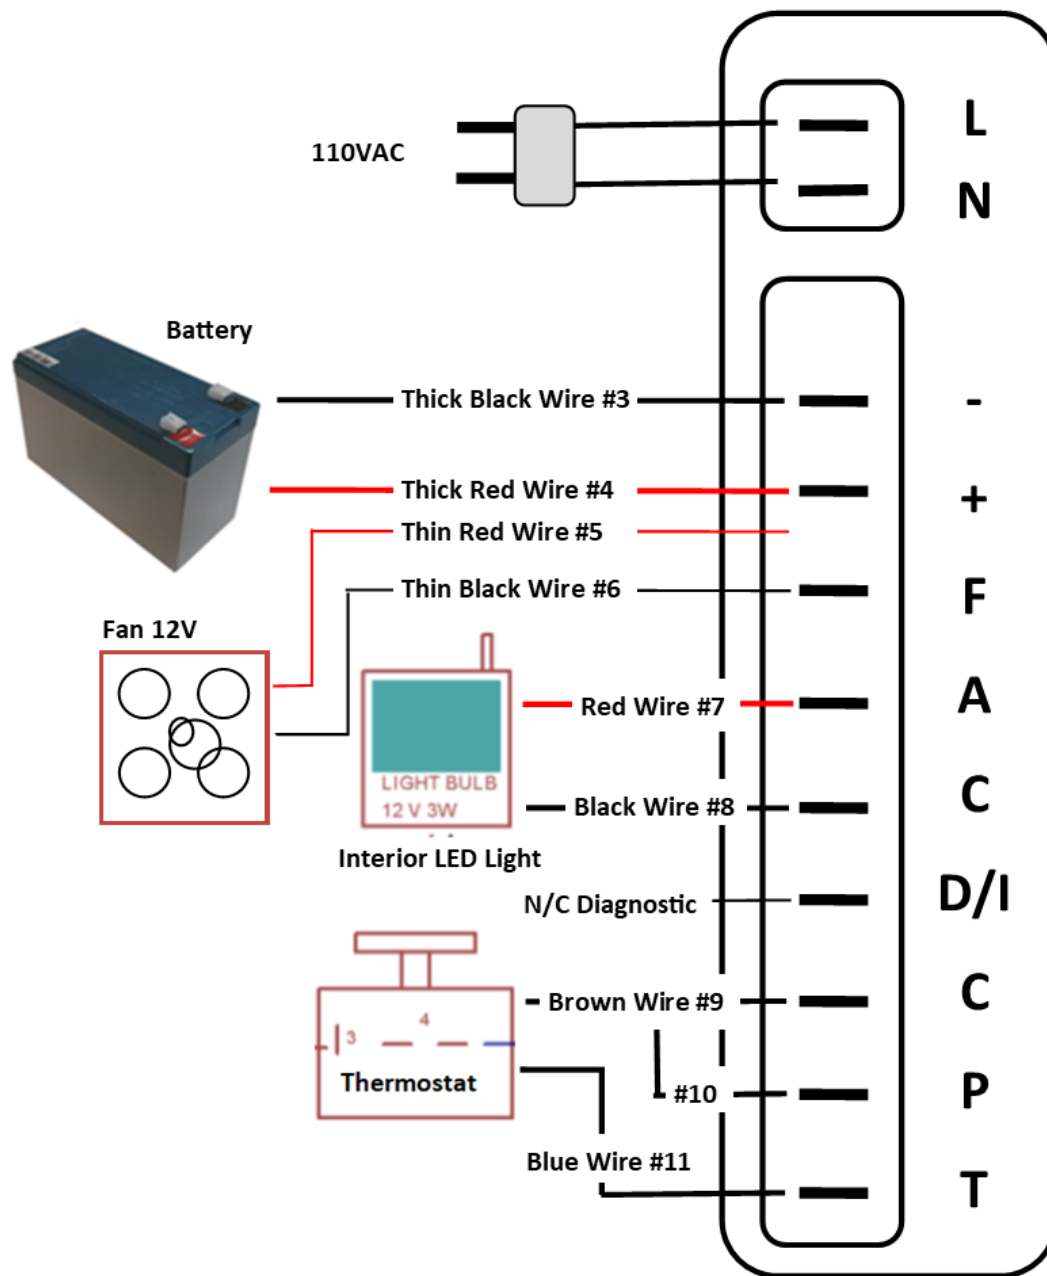 L
110VAC
N
Battery
Thick Black Wire #3
-
Thick Red Wire #4
+
Thin Red Wire #5
Thin Black Wire #6
F
Fan 12V
Red Wire #7
A
LIGHT BULB
12 V 3W
Black Wire #8
C
Interior LED Light
N/C Diagnostic
D/I
Brown Wire #9
C
3
4
Thermostat
#10
P
Blue Wire #11
T